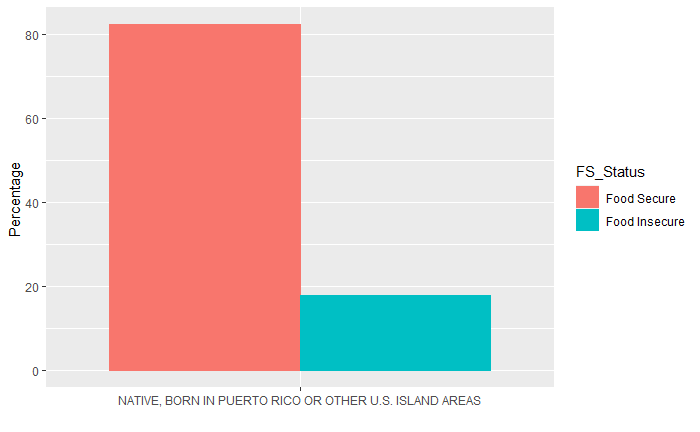 Percentage
80
60
40
20
0
NATIVE, BORN IN PUERTO RICO OR OTHER U.S. ISLAND AREAS
FS_Status
Food Secure
Food Insecure